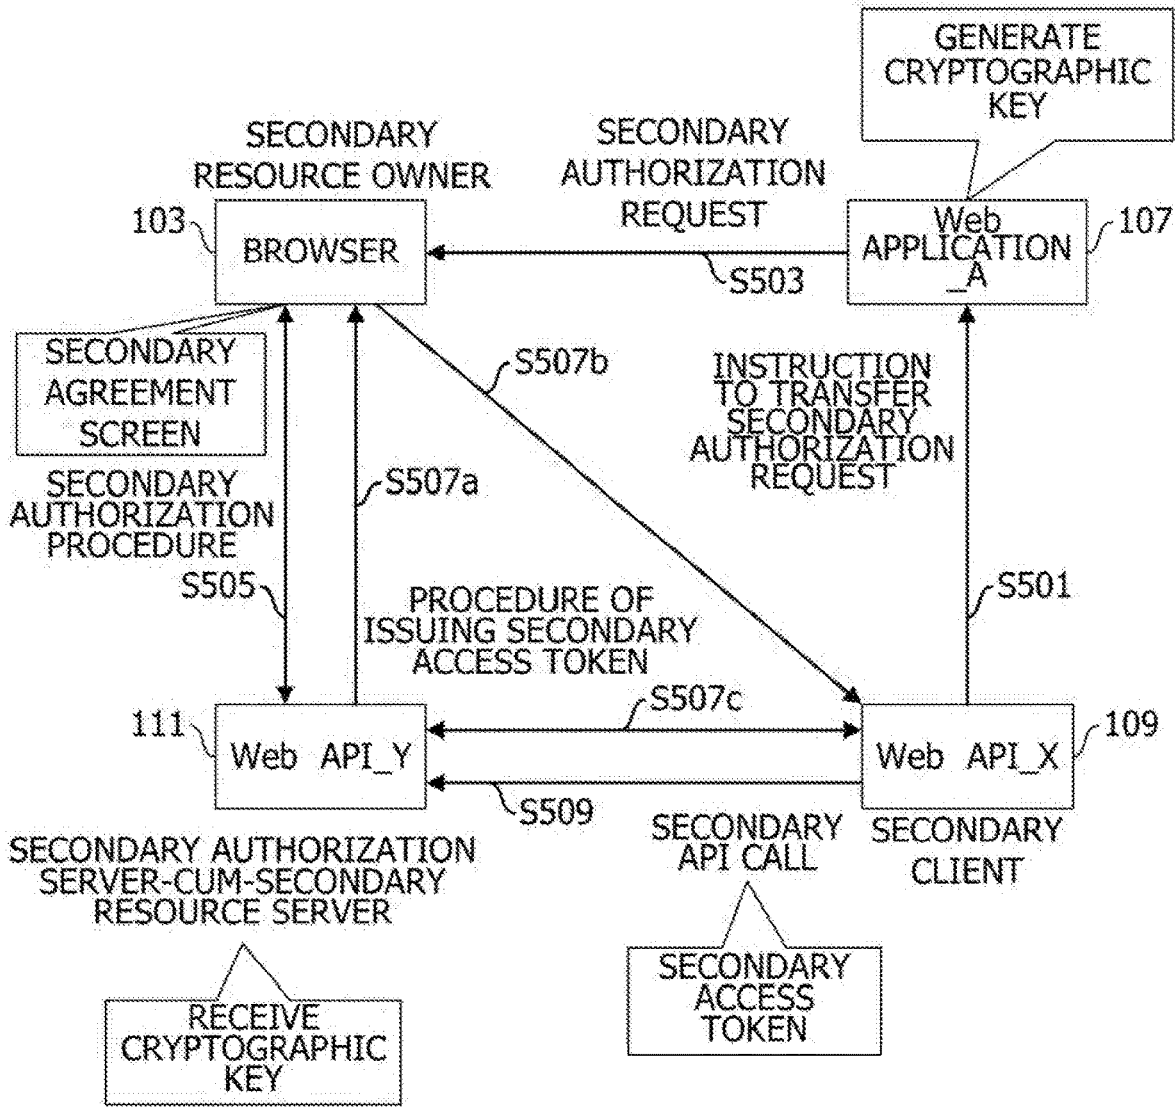 GENERATE
CRYPTOGRAPHIC
KEY
SECONDARY
RESOURCE OWNER
SECONDARY
AUTHORIZATION
REQUEST
103
BROWSER
S503
Web
APPLICATION
_A
107
SECONDARY
AGREEMENT
SCREEN
S507b
INSTRUCTION
TO TRANSFER
SECONDARY
AUTHORIZATION
REQUEST
SECONDARY
AUTHORIZATION
PROCEDURE
S507a
S505
PROCEDURE OF
ISSUING SECONDARY
ACCESS TOKEN
S501
111
Web API_Y
S507c
Web API_X
109
S509
SECONDARY AUTHORIZATION
SERVER-CUM-SECONDARY
RESOURCE SERVER
SECONDARY
API CALL
SECONDARY
CLIENT
RECEIVE
CRYPTOGRAPHIC
KEY
SECONDARY
ACCESS
TOKEN